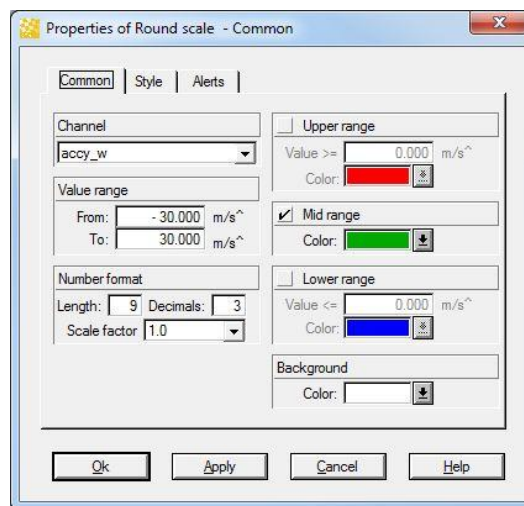 Properties of Round scale - Common
Common Style Alerts
Channel
accy_w
Value range
From: - 30.000 m/s^
To: 30.000 m/s^
Number format
Length: 9 Decimals: 3
Scale factor 1.0
Upper range
Value >= 0.000 m/s^
Color:
Mid range
Color:
Lower range
Value <= 0.000 m/s^
Color:
Background
Color:
Ok Apply Cancel Help